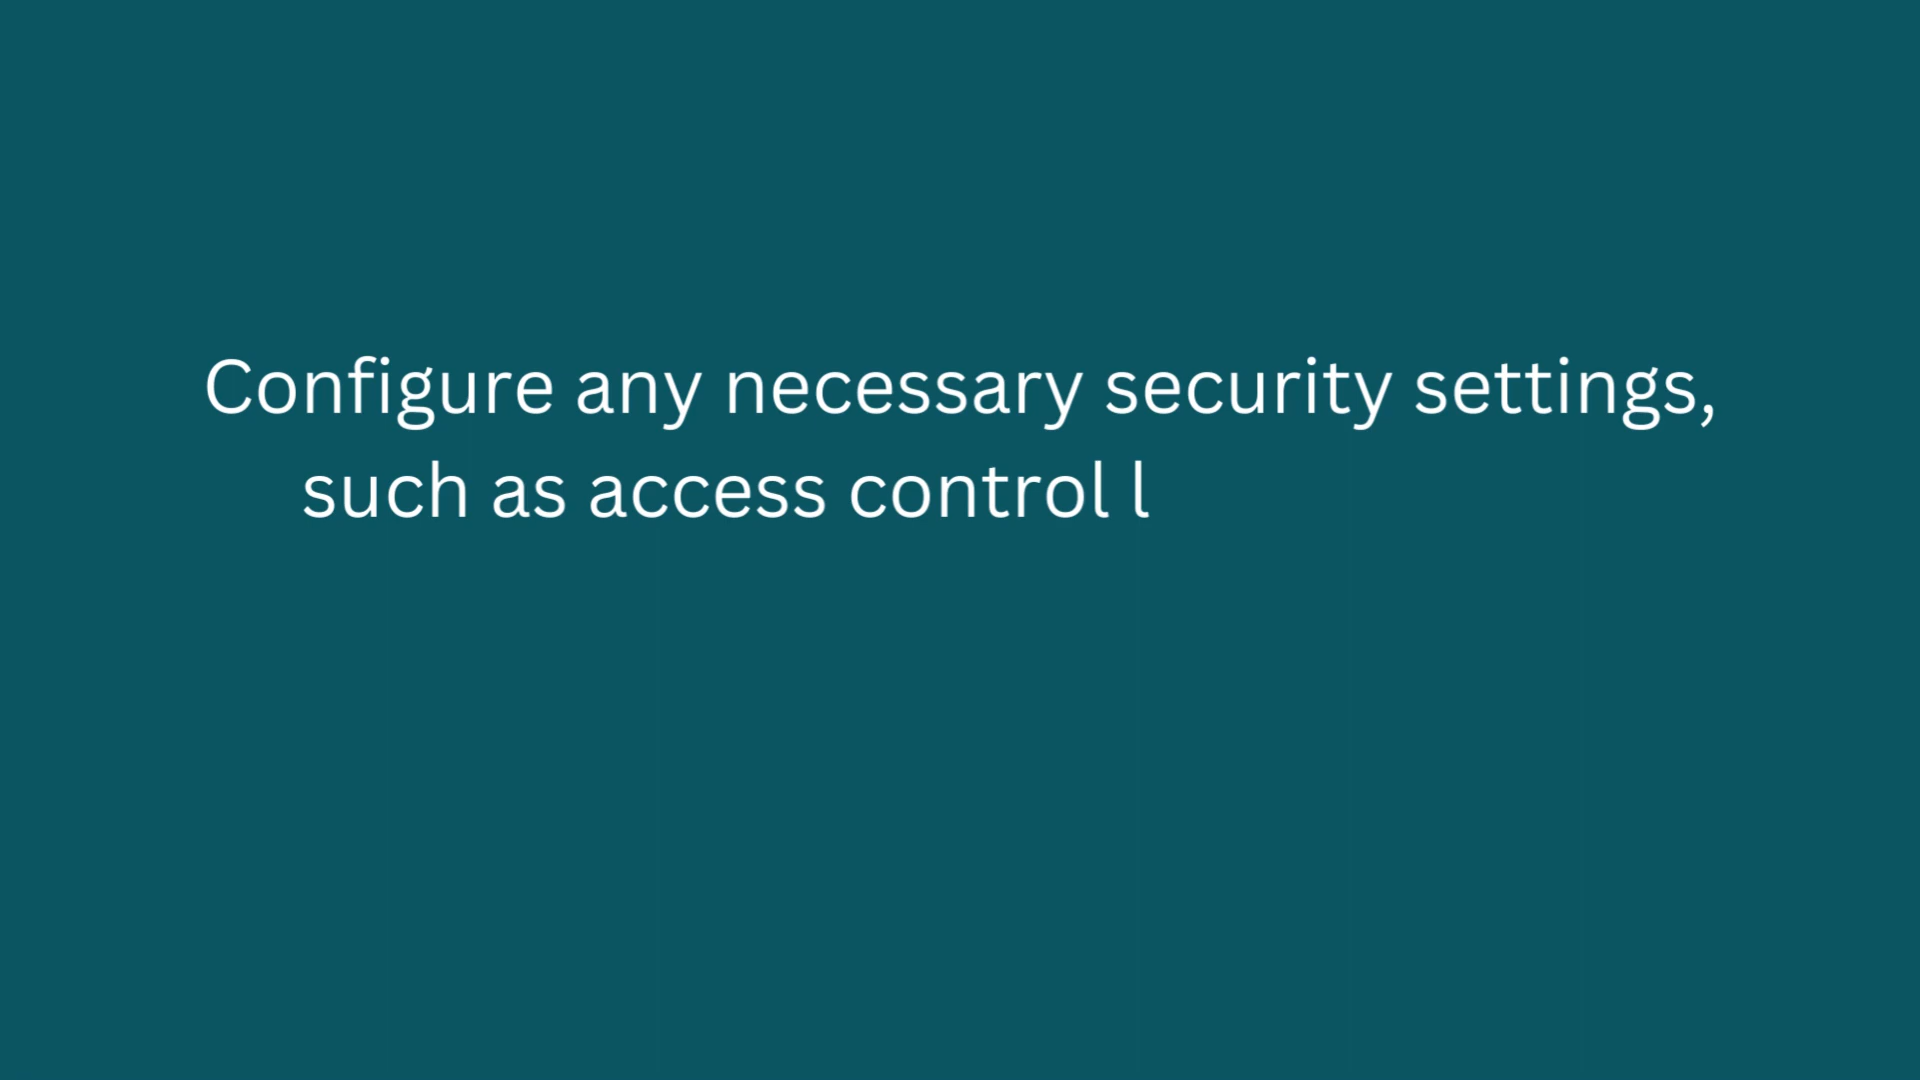 Configure any necessary security settings,
such as access control l